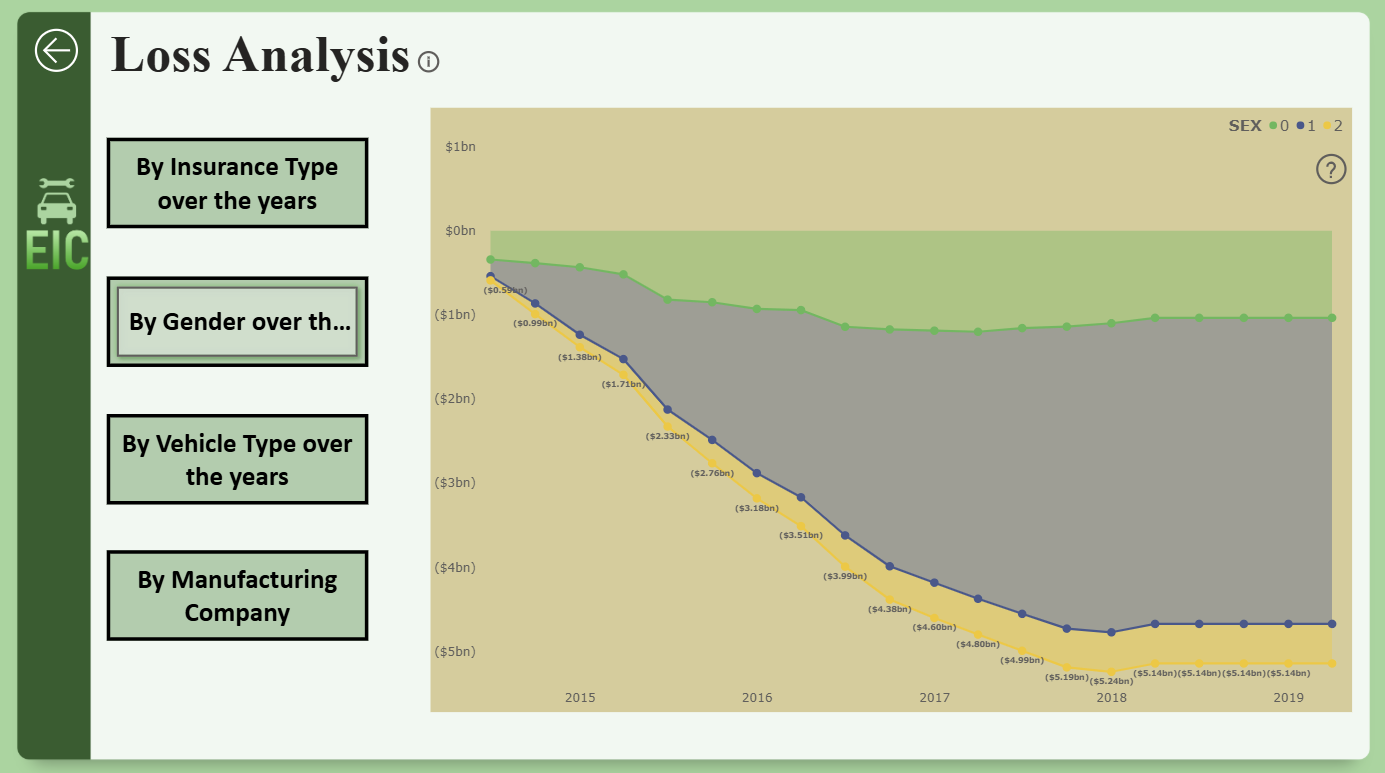 Loss Analysis
EIC
By Insurance Type
over the years
By Gender over th...
By Vehicle Type over
the years
By Manufacturing
Company
SEX 0 1 2
?
$1bn
$0bn
($1bn)
($2bn)
($3bn)
($4bn)
($5bn)
($0.59bn)
($0.99bn)
($1.38bn)
($1.71bn)
($2.33bn)
($2.76bn)
($3.18bn)
($3.51bn)
($3.99bn)
($4.38bn)
($4.60bn)
($4.80bn)
($4.99bn)
($5.19bn)
($5.24bn)
($5.14bn)
($5.14bn)
($5.14bn)
($5.14bn)
2015 2016 2017 2018 2019